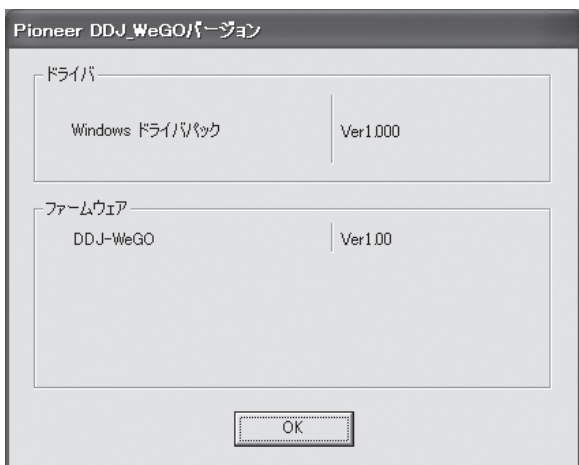 Pioneer DDJ_WeGOバージョン
ドライバ
Windows ドライバパック
Ver1.000
ファームウェア
DDJ-WeGO
Ver1.00
OK